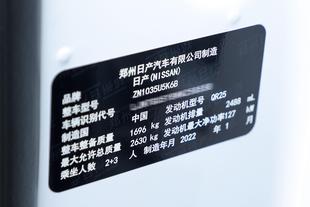 郑州日产汽车有限公司制造
品牌 日产(NISSAN)
整车型号 ZN1035U5K6B
车辆识别代号
制造国 中国 发动机型号 QR25
整车整备质量 1696 kg 发动机排量 2488 mL
最大允许总质量 2630 kg 发动机最大净功率127 kW
乘坐人数 2+3 人 制造年月 2022 年 1 月